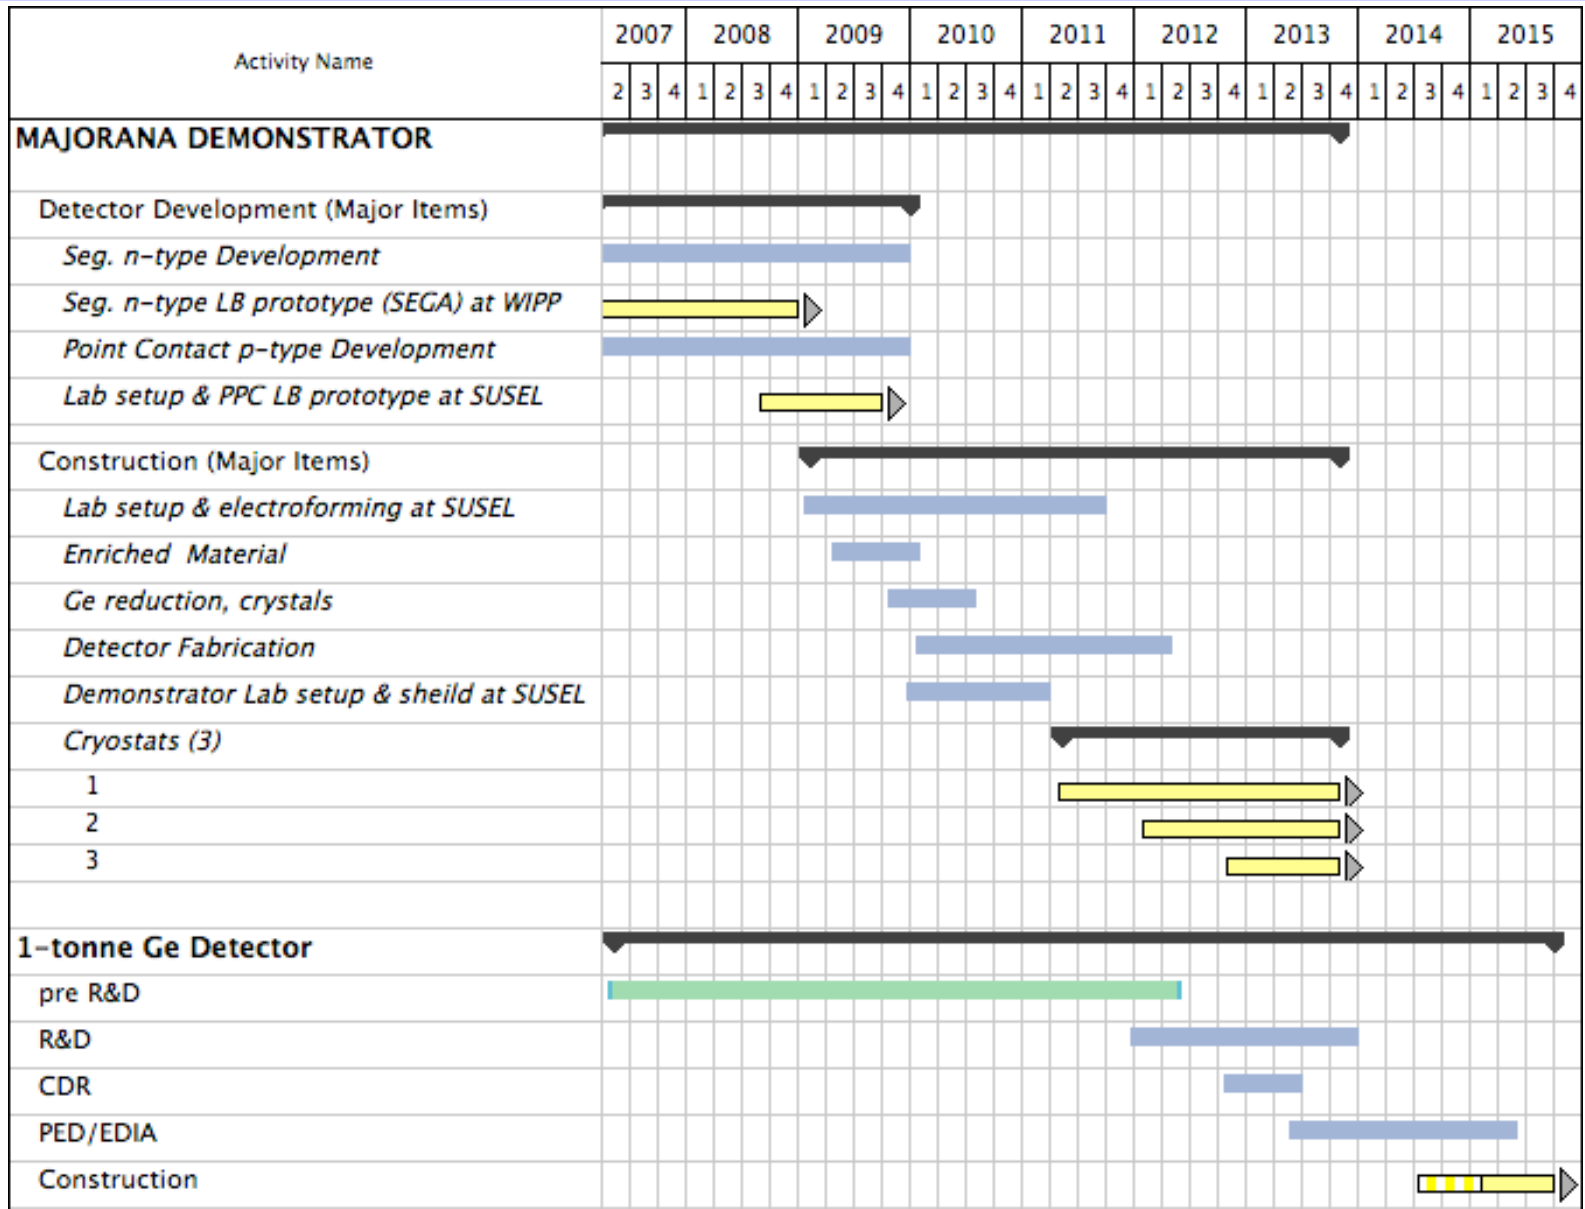 Activity Name
2007 2008 2009 2010 2011 2012 2013 2014 2015
2 3 4 1 2 3 4 1 2 3 4 1 2 3 4 1 2 3 4 1 2 3 4 1 2 3 4 1 2 3 4 1 2 3 4
MAJORANA DEMONSTRATOR
Detector Development (Major Items)
Seg. n-type Development
Seg. n-type LB prototype (SEGA) at WIPP
Point Contact p-type Development
Lab setup & PPC LB prototype at SUSEL
Construction (Major Items)
Lab setup & electroforming at SUSEL
Enriched Material
Ge reduction, crystals
Detector Fabrication
Demonstrator Lab setup & sheild at SUSEL
Cryostats (3)
1
2
3
1-tonne Ge Detector
pre R&D
R&D
CDR
PED/EDIA
Construction